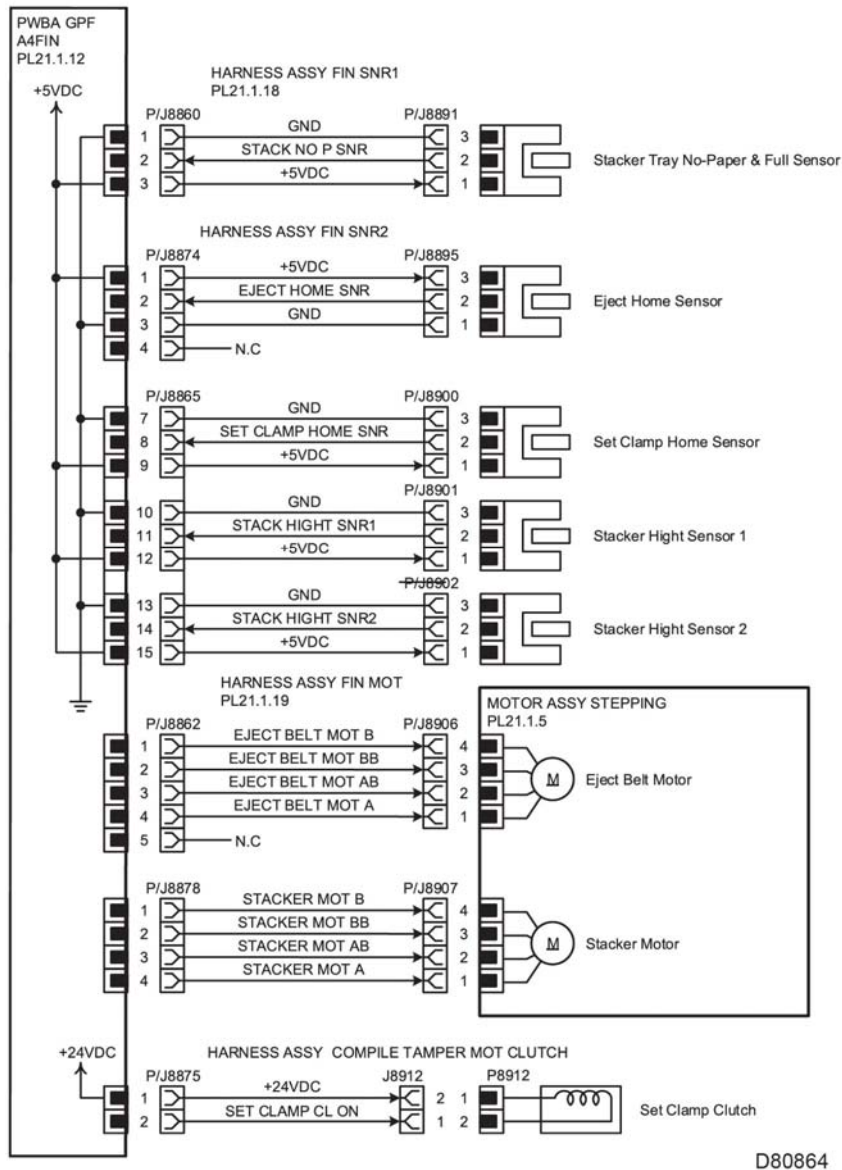 PWBA GPF
A4FIN
PL21.1.12
+5VDC
HARNESS ASSY FIN SNR1
PL21.1.18
P/J8860 P/J8891
1 GND 3
2 STACK NO P SNR 2 Stacker Tray No-Paper & Full Sensor
3 +5VDC 1
HARNESS ASSY FIN SNR2
P/J8874 P/J8895
1 +5VDC 3
2 EJECT HOME SNR 2 Eject Home Sensor
3 GND 1
4 N.C
P/J8865 P/J8900
7 GND 3
8 SET CLAMP HOME SNR 2 Set Clamp Home Sensor
9 +5VDC 1
P/J8901
10 GND 3
11 STACK HIGHT SNR1 2 Stacker Hight Sensor 1
12 +5VDC 1
P/J8902
13 GND 3
14 STACK HIGHT SNR2 2 Stacker Hight Sensor 2
15 +5VDC 1
HARNESS ASSY FIN MOT
PL21.1.19
MOTOR ASSY STEPPING
PL21.1.5
P/J8862 P/J8906
1 EJECT BELT MOT B 4
2 EJECT BELT MOT BB 3 M Eject Belt Motor
3 EJECT BELT MOT AB 2
4 EJECT BELT MOT A 1
5 N.C
P/J8878 P/J8907
1 STACKER MOT B 4
2 STACKER MOT BB 3 M Stacker Motor
3 STACKER MOT AB 2
4 STACKER MOT A 1
+24VDC
HARNESS ASSY COMPILE TAMPER MOT CLUTCH
P/J8875 J8912 P8912
1 +24VDC 2 1 Set Clamp Clutch
2 SET CLAMP CL ON 1 2
D80864